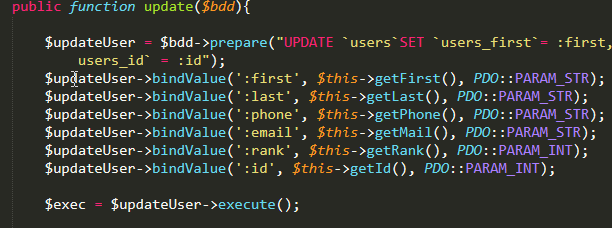 public function update($bdd){
$updateUser = $bdd->prepare("UPDATE `users`SET `users_first`= :first,
users_id` = :id");
$updateUser->bindValue(':first', $this->getFirst(), PDO::PARAM_STR);
$updateUser->bindValue(':last', $this->getLast(), PDO::PARAM_STR);
$updateUser->bindValue(':phone', $this->getPhone(), PDO::PARAM_STR);
$updateUser->bindValue(':email', $this->getMail(), PDO::PARAM_STR);
$updateUser->bindValue(':rank', $this->getRank(), PDO::PARAM_INT);
$updateUser->bindValue(':id', $this->getId(), PDO::PARAM_INT);
$exec = $updateUser->execute();